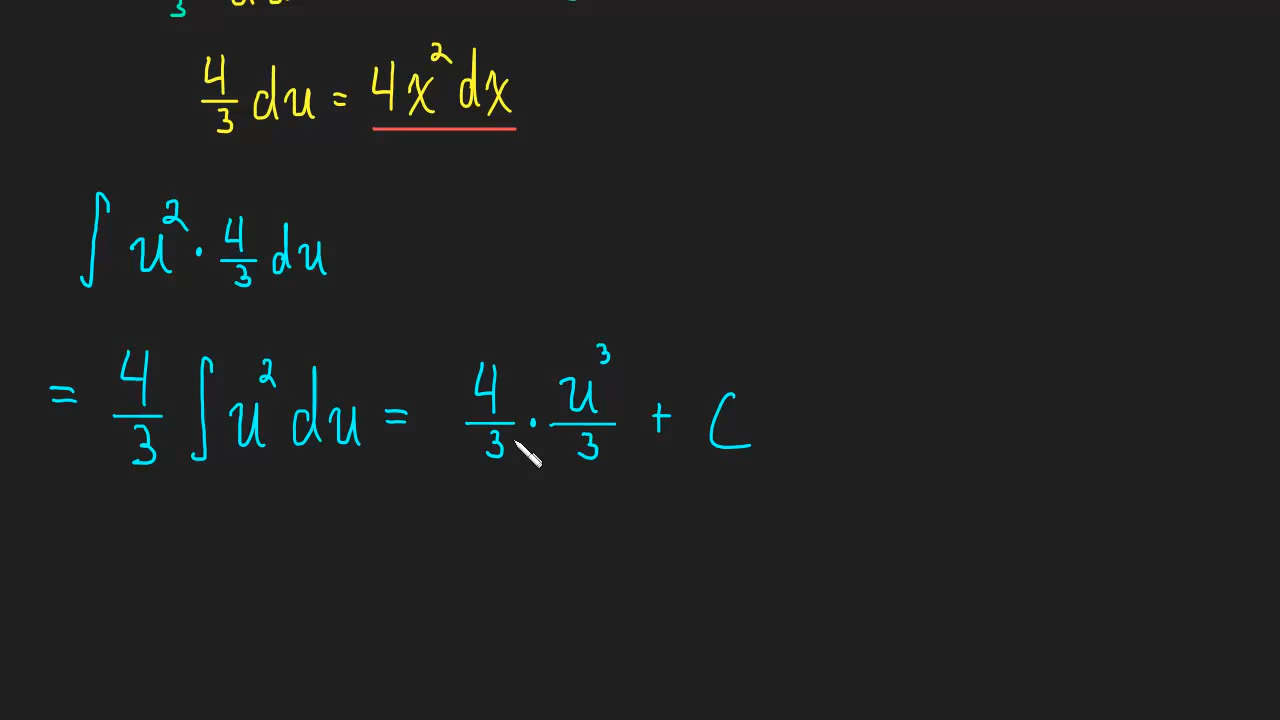 4/3 du = 4x² dx
∫ u² · 4/3 du
= 4/3 ∫ u² du = 4/3 · u³/3 + C